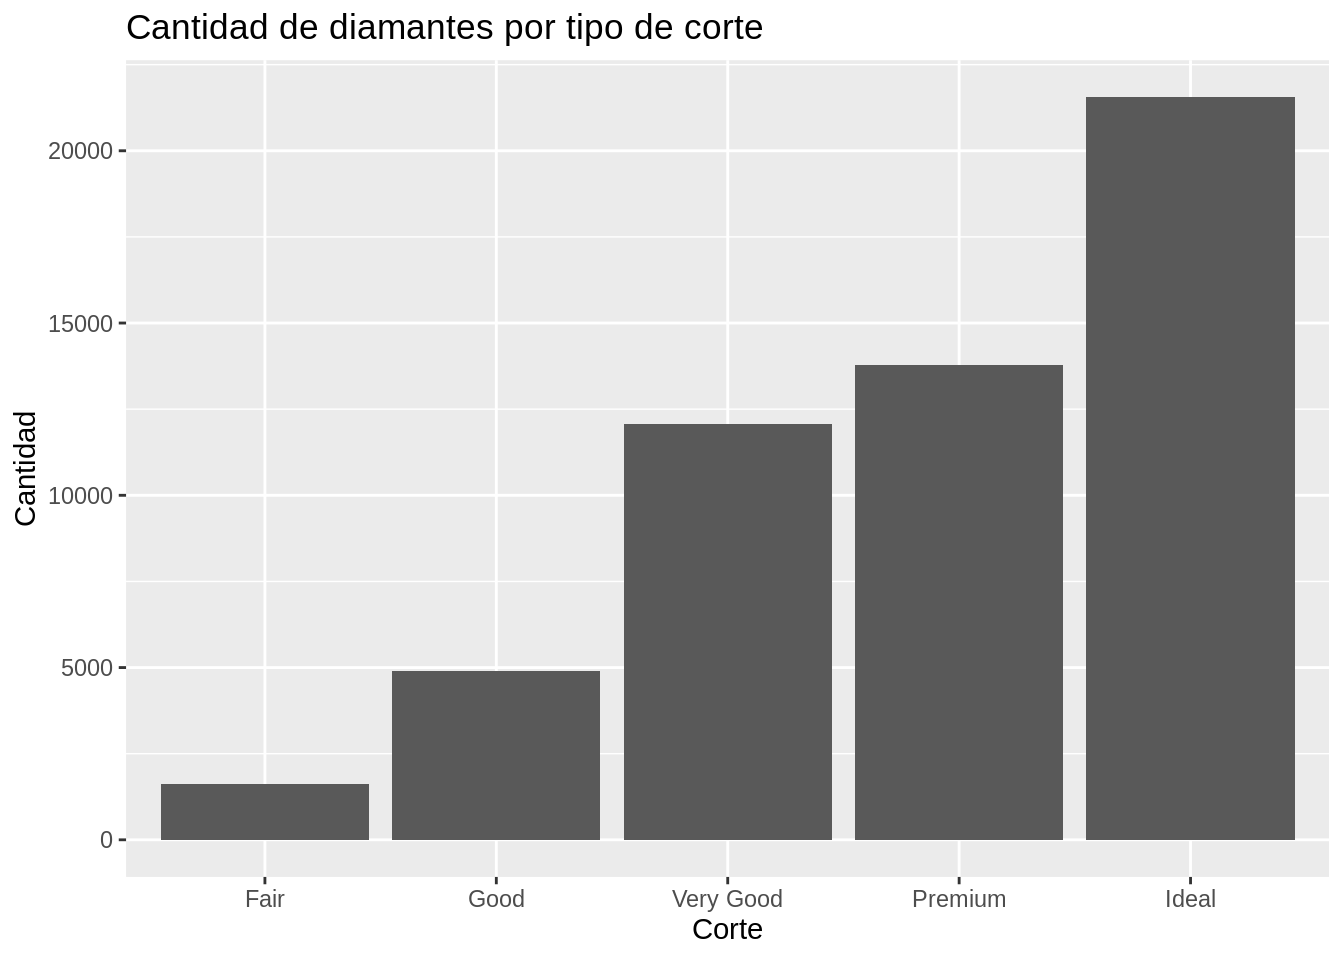 Cantidad de diamantes por tipo de corte
Cantidad
20000
15000
10000
5000
0
Fair Good Very Good Premium Ideal
Corte